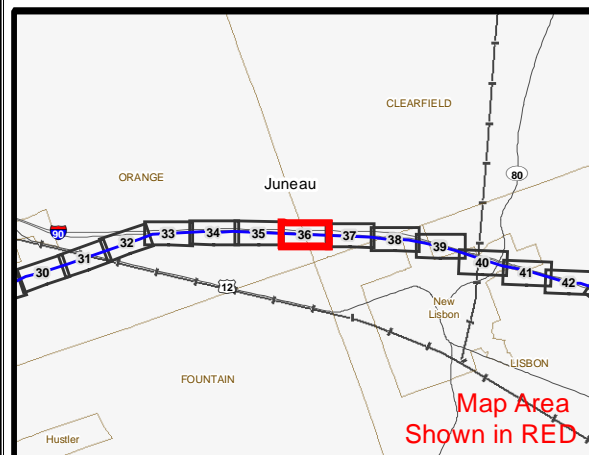 CLEARFIELD
80
ORANGE
Juneau
90
33
34
35
36
37
32
38
39
31
40
30
41
42
12
New
Lisbon
LISBON
FOUNTAIN
Map Area
Shown in RED
Hustler